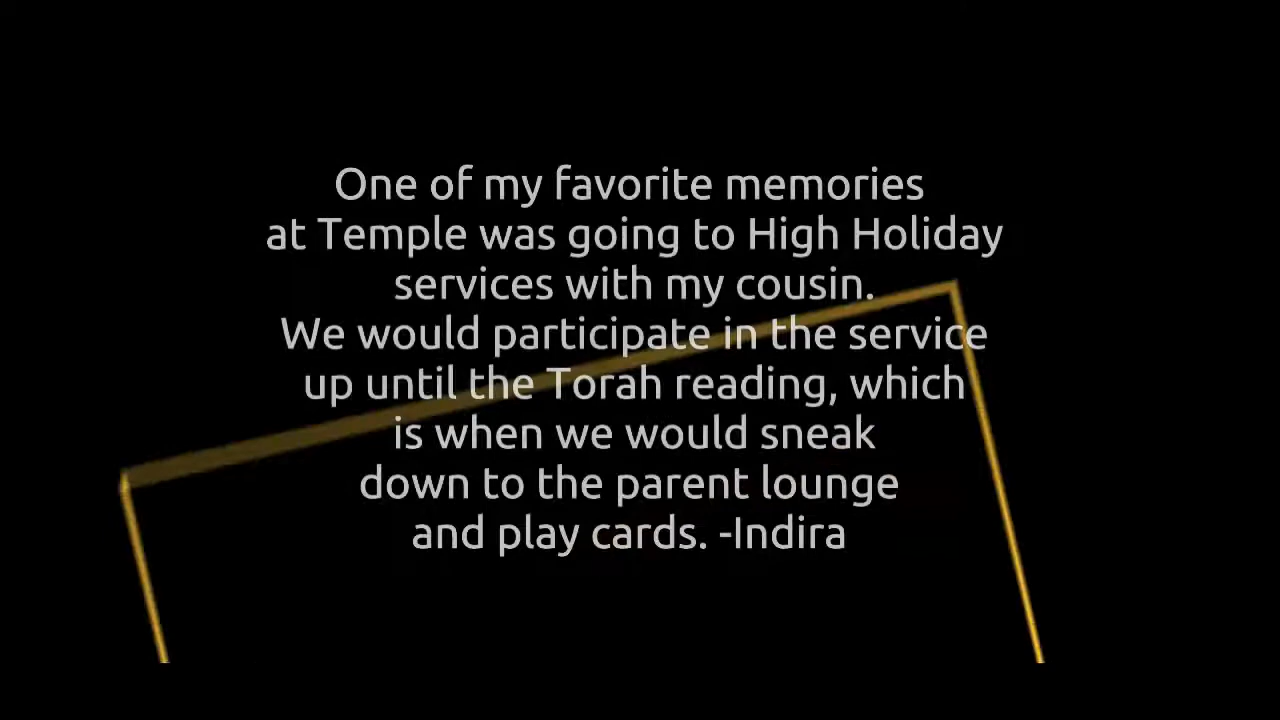 One of my favorite memories
at Temple was going to High Holiday
services with my cousin.
We would participate in the service
up until the Torah reading, which
is when we would sneak
down to the parent lounge
and play cards. -Indira